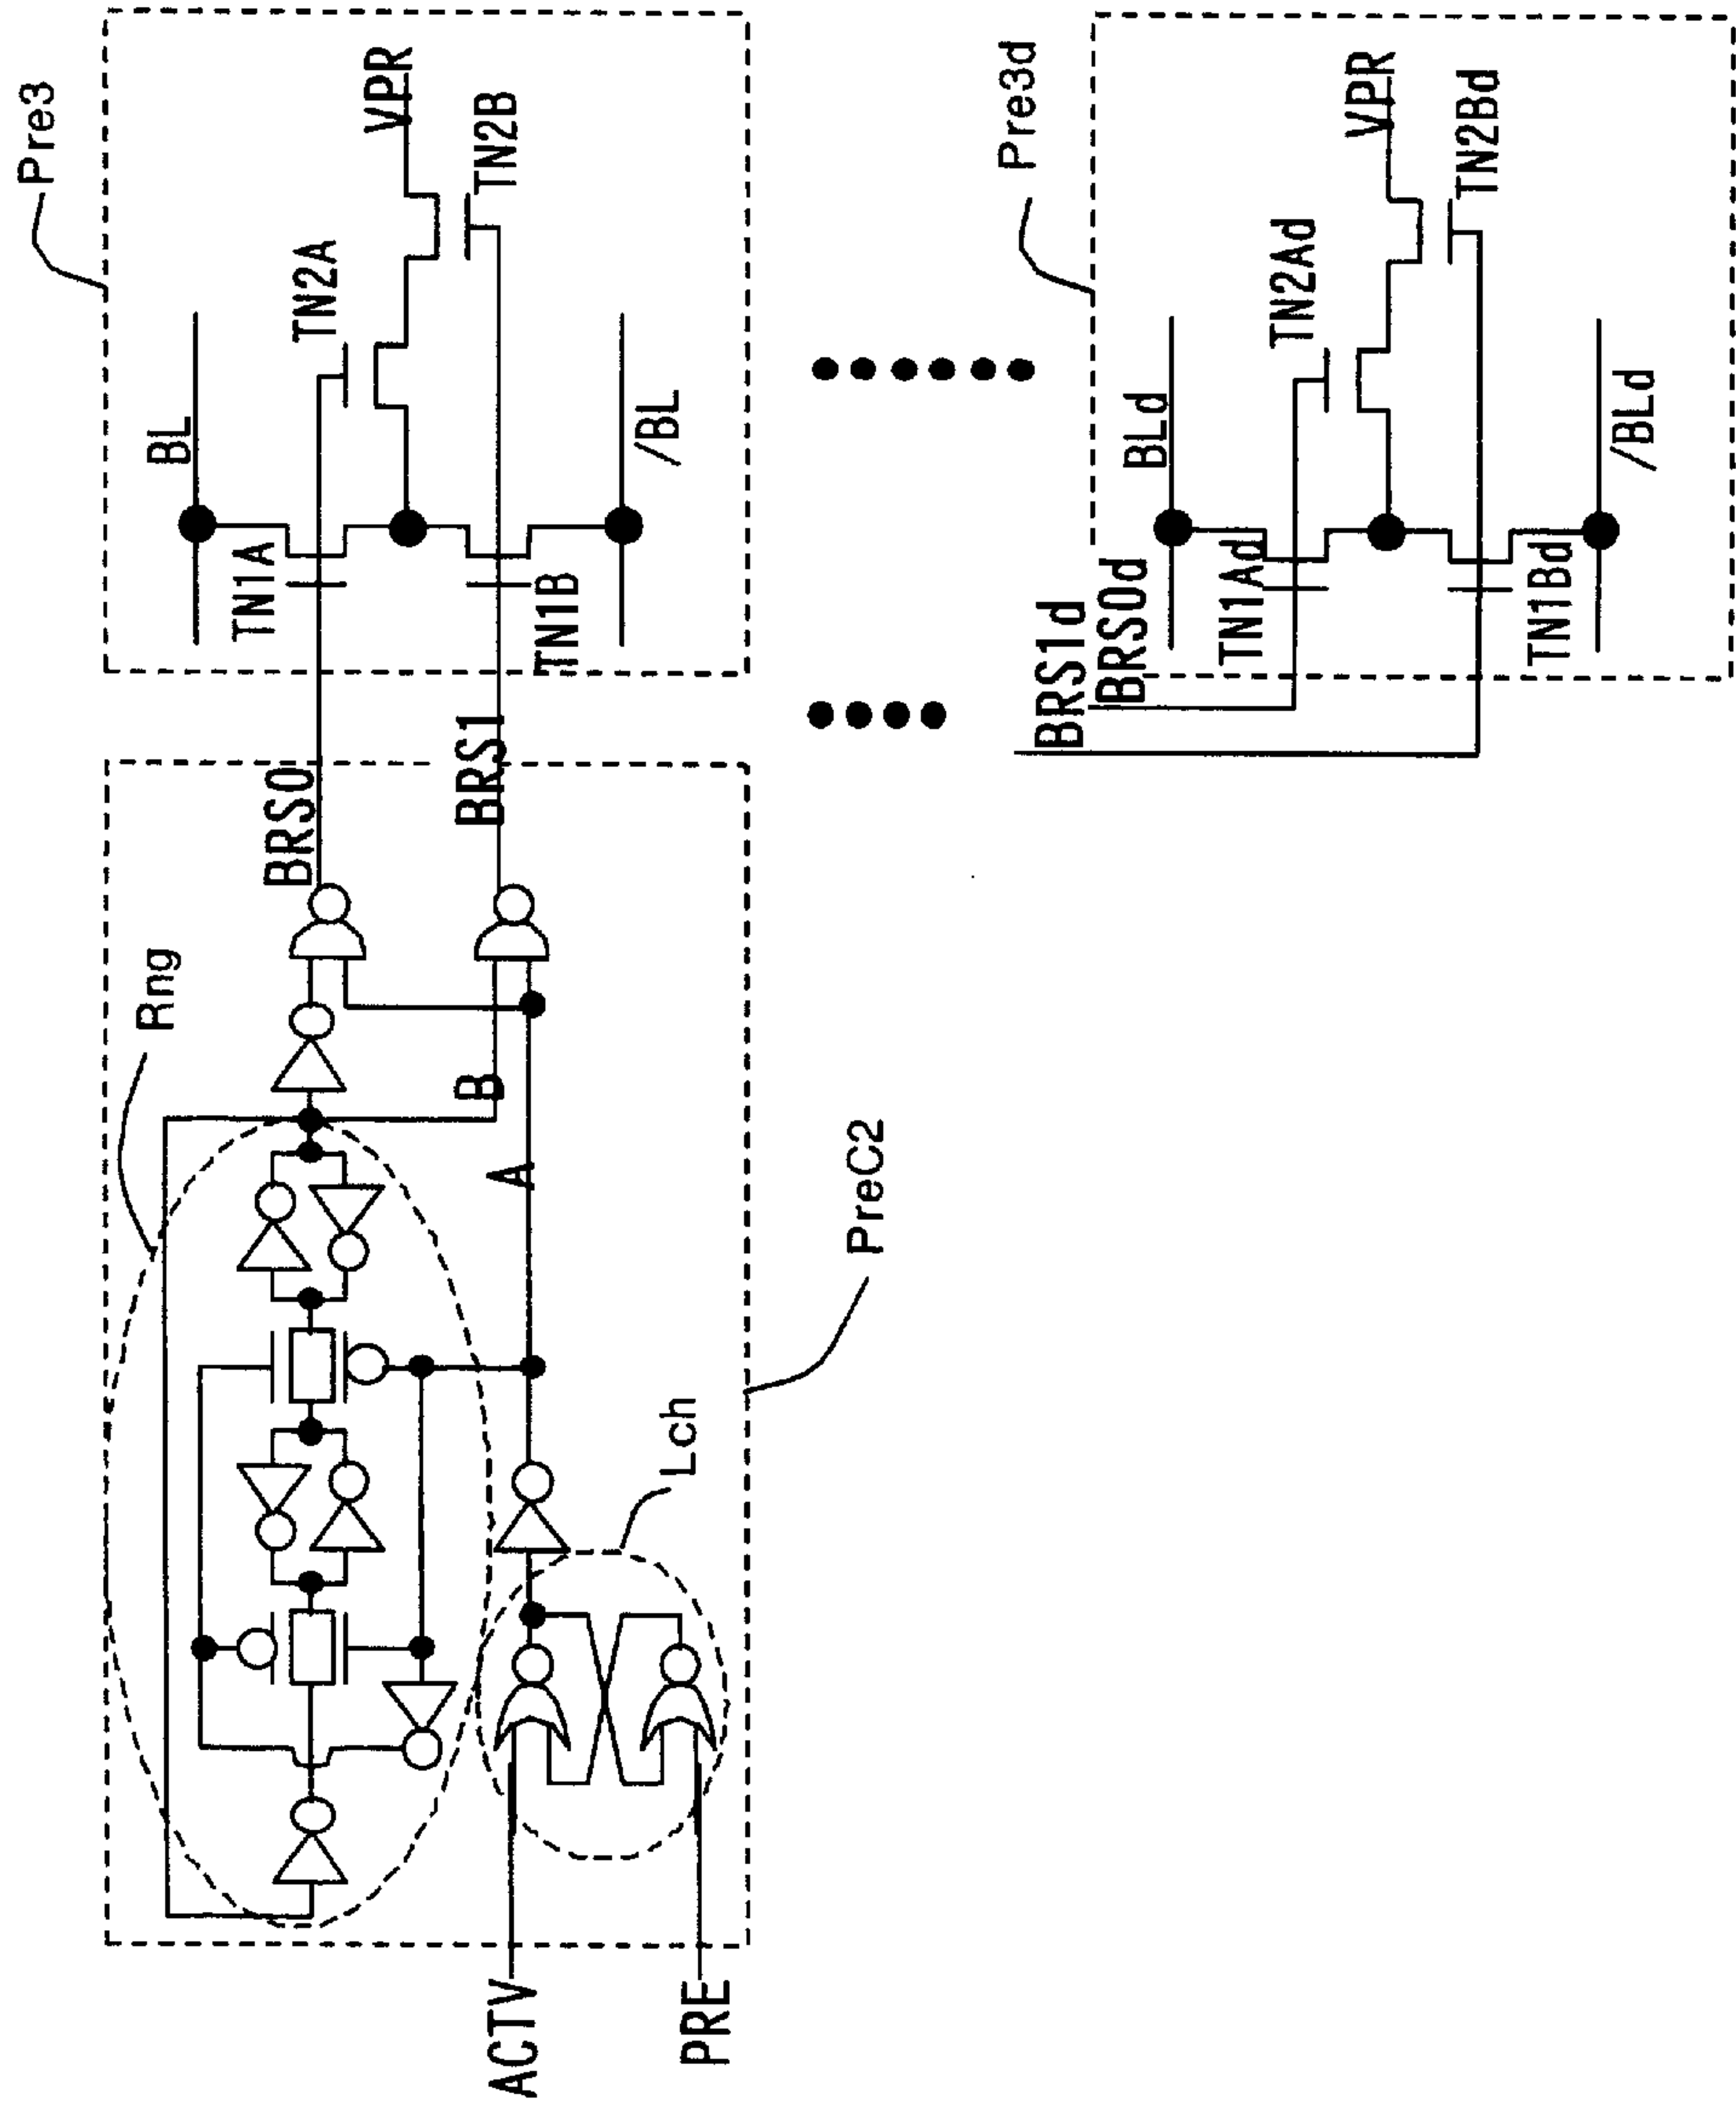 Pre3
VPR
TN2B
TN2A
BL
/BL
TN1A
TN1B
Pre3d
VPR
TN2Bd
TN2Ad
BLd
/BLd
TN1Ad
TN1Bd
BRS1d
BRS0d
BRS0
BRS1
Rng
B
A
PreC2
Lch
ACTV
PRE